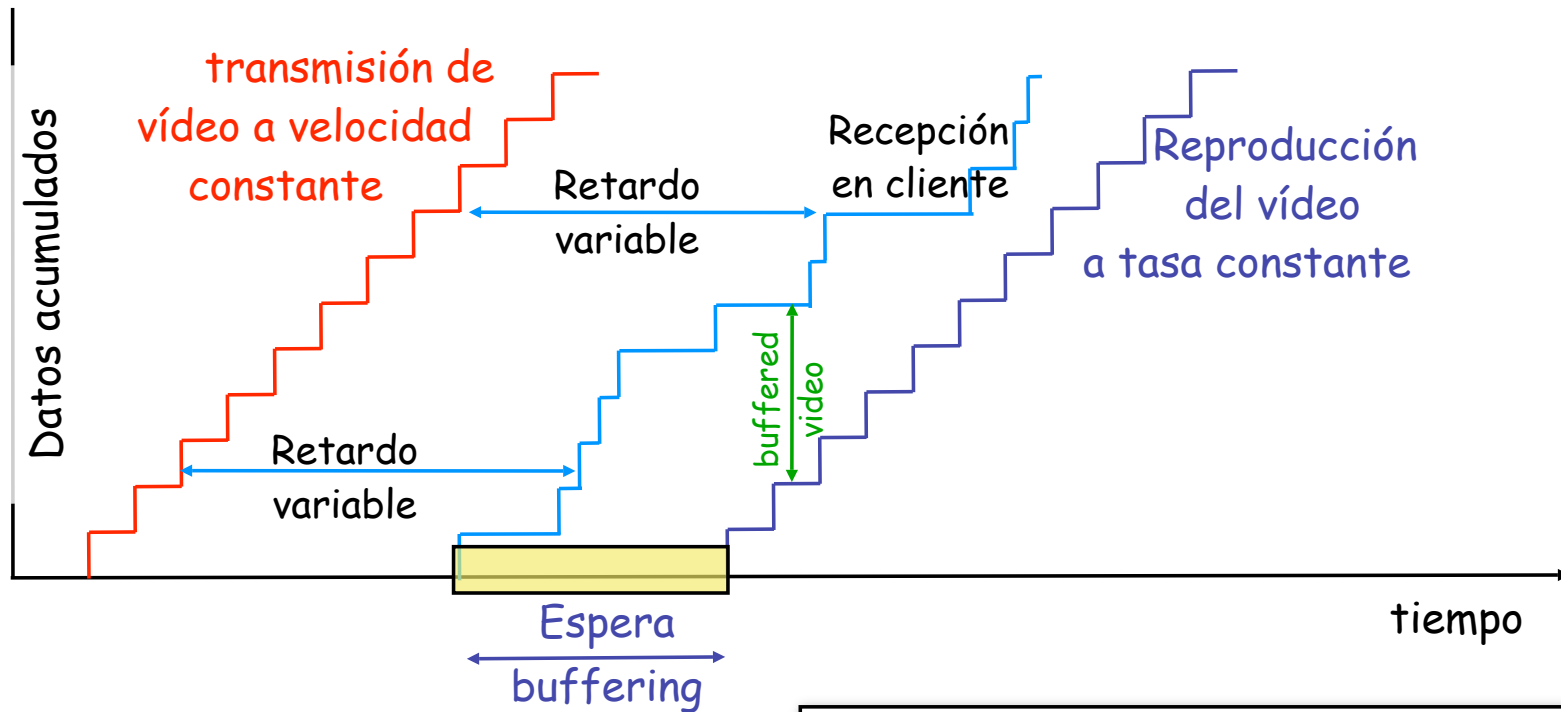 Datos acumulados
transmisión de
vídeo a velocidad
constante
Retardo
variable
Recepción
en cliente
Reproducción
del vídeo
a tasa constante
buffered
video
Retardo
variable
Espera
buffering
tiempo